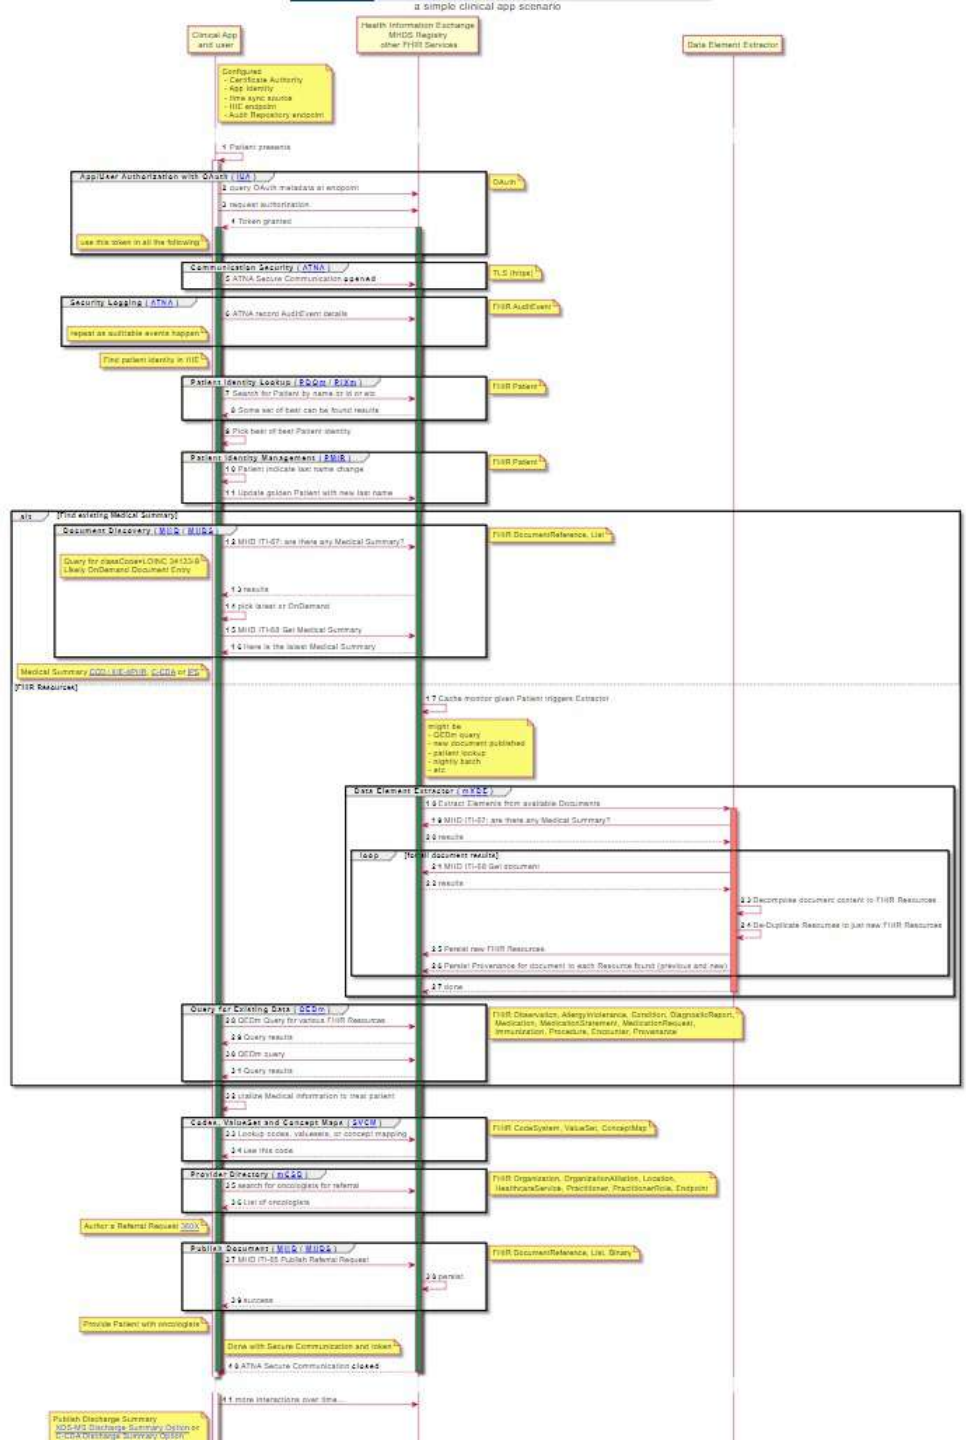 a simple clinical app scenario
Clinical App
and user
Health Information Exchange
MHDS Registry
other FHIR Services
Data Element Extractor
Configured
- Certificate Authority
- App Identity
- time sync source
- HIE endpoint
- Audit Repository endpoint
1 Patient presents
App/User Authorization with OAuth ( IUA )
OAuth
2 query OAuth metadata at endpoint
3 request authorization
4 Token granted
use this token in all the following
Communication Security ( ATNA )
TLS (https)
5 ATNA Secure Communication opened
Security Logging ( ATNA )
FHIR AuditEvent
6 ATNA record AuditEvent details
repeat as auditable events happen
Find patient identity in HIE
Patient Identity Lookup ( PDQm / PIXm )
FHIR Patient
7 Search for Patient by name or id or etc
8 Some set of best can be found results
9 Pick best of best Patient identity
Patient Identity Management ( PMIR )
FHIR Patient
10 Patient indicate last name change
11 Update golden Patient with new last name
alt [Find existing Medical Summary]
Document Discovery ( MHD / MHDS )
FHIR DocumentReference, List
12 MHD ITI-67: are there any Medical Summary?
Query for classCode=LOINC 34133-9
Likely OnDemand Document Entry
13 results
14 pick latest or OnDemand
15 MHD ITI-68 Get Medical Summary
16 Here is the latest Medical Summary
Medical Summary C-CDA or IPS
[FHIR Resources]
17 Cache monitor given Patient triggers Extractor
might be
- QEDm query
- new document published
- patient lookup
- nightly batch
- etc
Data Element Extractor ( mXDE )
18 Extract Elements from available Documents
19 MHD ITI-67: are there any Medical Summary?
20 results
loop [for all document results]
21 MHD ITI-68 Get document
22 results
23 Decompose document content to FHIR Resources
24 De-Duplicate Resources to just new FHIR Resources
25 Persist new FHIR Resources
26 Persist Provenance for document to each Resource found (previous and new)
27 done
Query for Existing Data ( QEDm )
FHIR Observation, AllergyIntolerance, Condition, DiagnosticReport,
Medication, MedicationStatement, MedicationRequest,
Immunization, Procedure, Encounter, Provenance
28 QEDm Query for various FHIR Resources
29 Query results
30 QEDm query
31 Query results
32 utilize Medical information to treat patient
Codes, ValueSet and Concept Maps ( SVCM )
FHIR CodeSystem, ValueSet, ConceptMap
33 Lookup codes, valuesets, or concept mapping
34 use this code
Provider Directory ( mCSD )
FHIR Organization, OrganizationAffiliation, Location,
HealthcareService, Practitioner, PractitionerRole, Endpoint
35 search for oncologists for referral
36 List of oncologists
Author a Referral Request 360X
Publish Document ( MHD / MHDS )
FHIR DocumentReference, List, Binary
37 MHD ITI-65 Publish Referral Request
38 persist
39 success
Provide Patient with oncologists
Done with Secure Communication and token
40 ATNA Secure Communication closed
41 more interactions over time...
Publish Discharge Summary
XDS-MS Discharge Summary Option or
C-CDA Discharge Summary Option